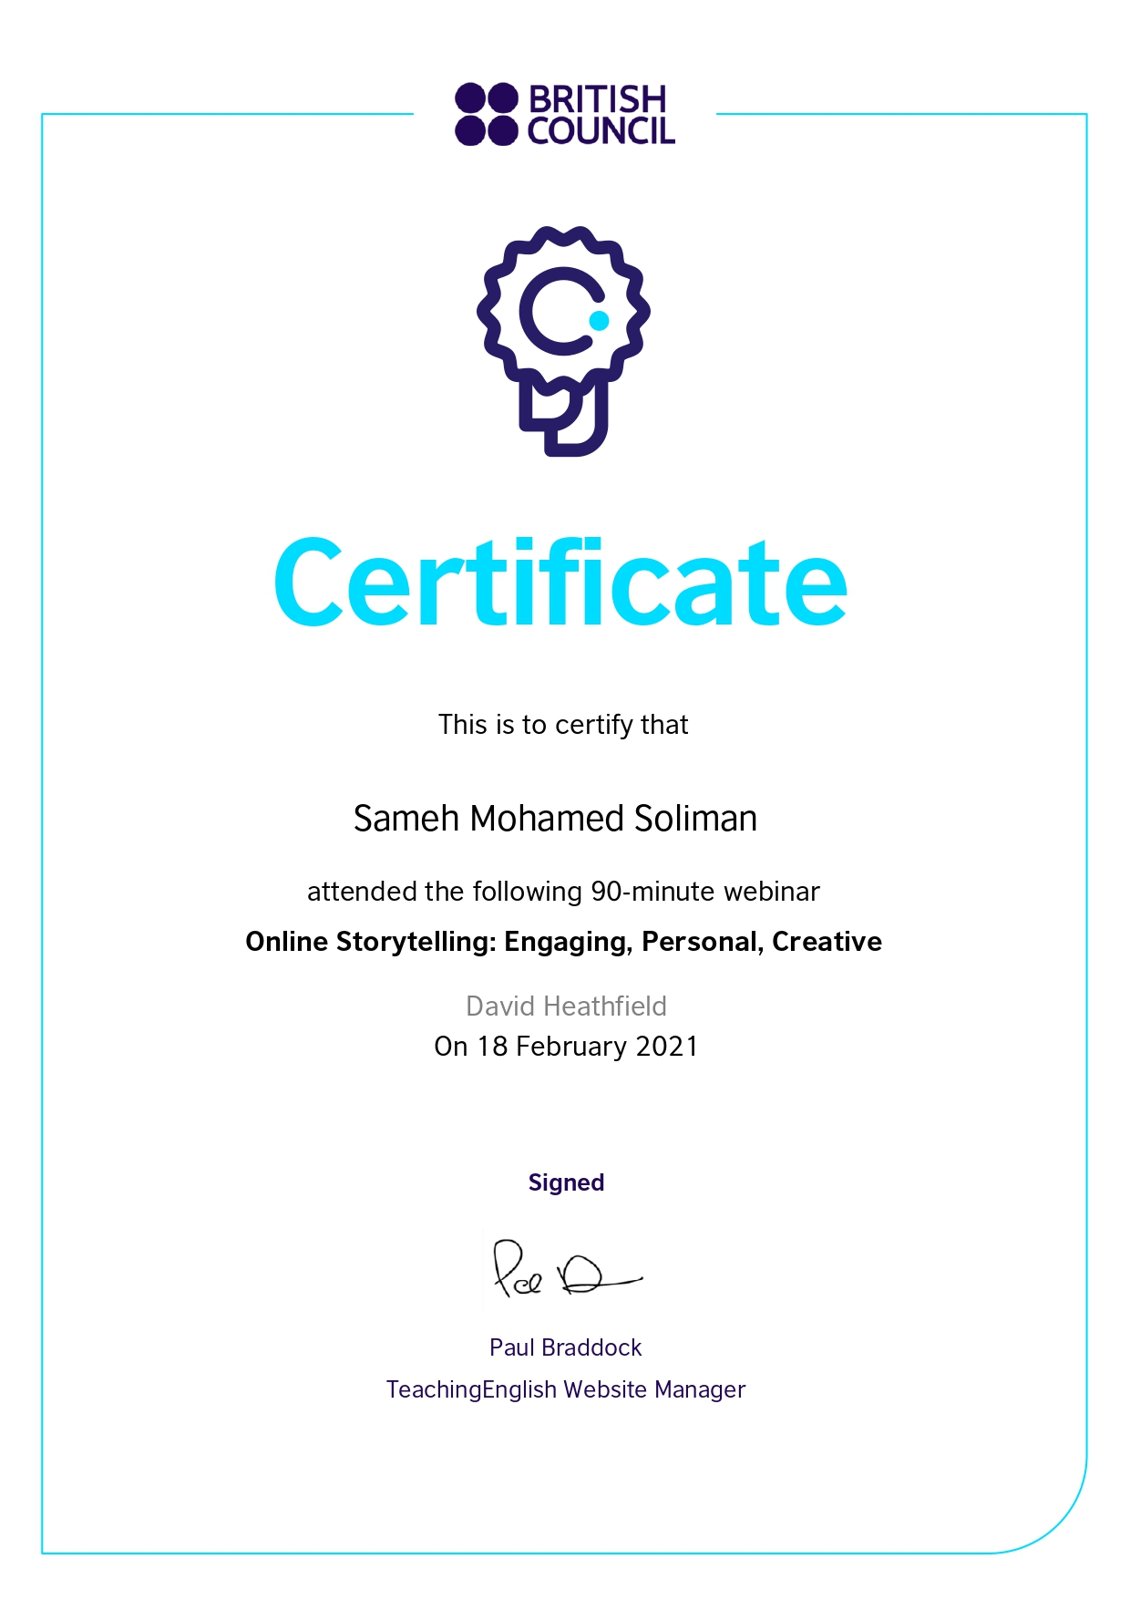 BRITISH
COUNCIL
Certificate
This is to certify that
Sameh Mohamed Soliman
attended the following 90-minute webinar
Online Storytelling: Engaging, Personal, Creative
David Heathfield
On 18 February 2021
Signed
Paul Braddock
TeachingEnglish Website Manager